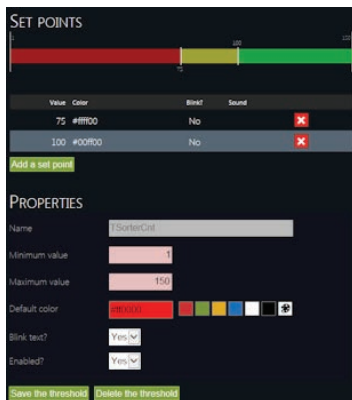 SET POINTS
1 150
100
75
Value Color Blink? Sound
75 #ffff00 No
100 #00ff00 No
Add a set point
PROPERTIES
Name TSorterCnt
Minimum value 1
Maximum value 150
Default color #ff0000
Blink text? Yes
Enabled? Yes
Save the threshold Delete the threshold